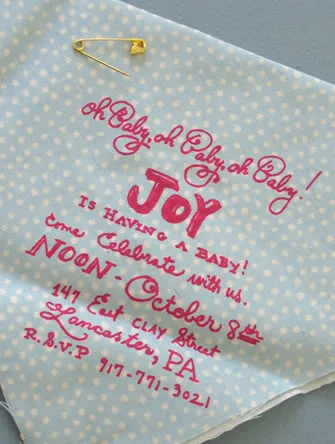 oh Baby, oh Baby, oh Baby!
JOY
IS HAVING A BABY!
Come Celebrate with us.
NOON - October 8th
147 East CLAY Street
Lancaster, PA
R.S.V.P 917-771-3021